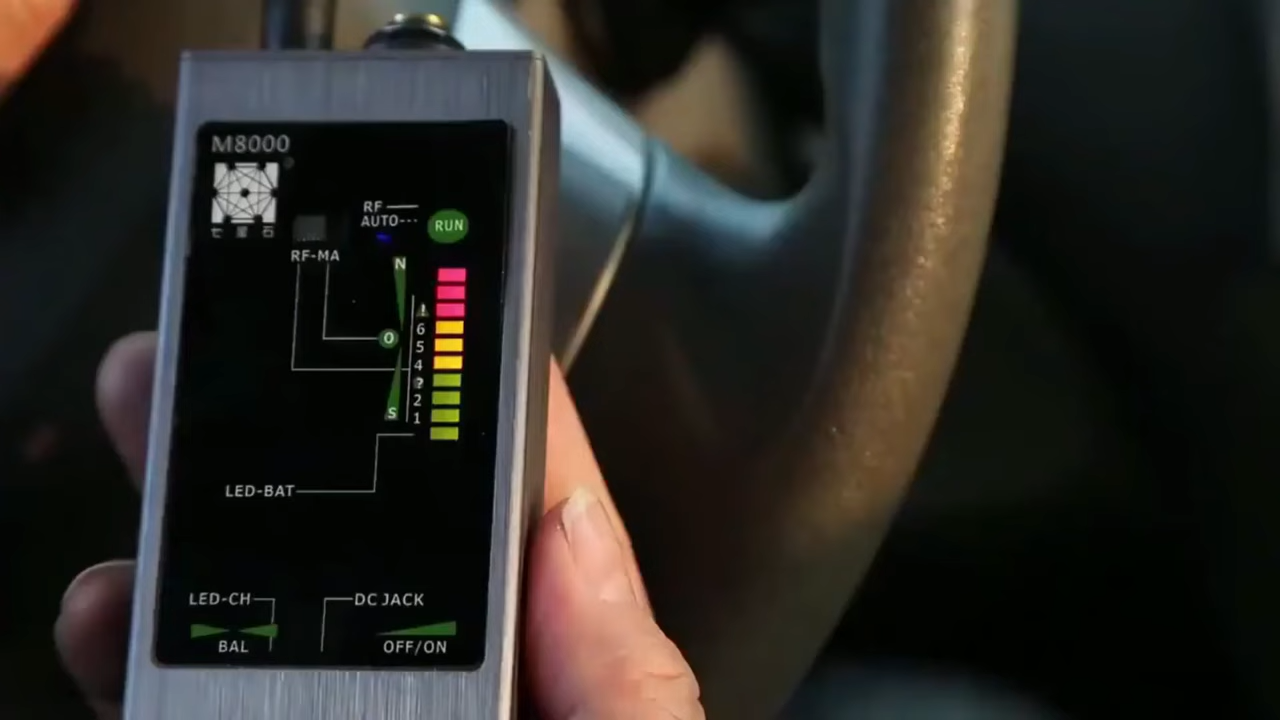 M8000
RF
AUTO
RUN
RF-MA
N
!
6
O
5
4
?
2
S
1
LED-BAT
LED-CH
DC JACK
BAL
OFF/ON